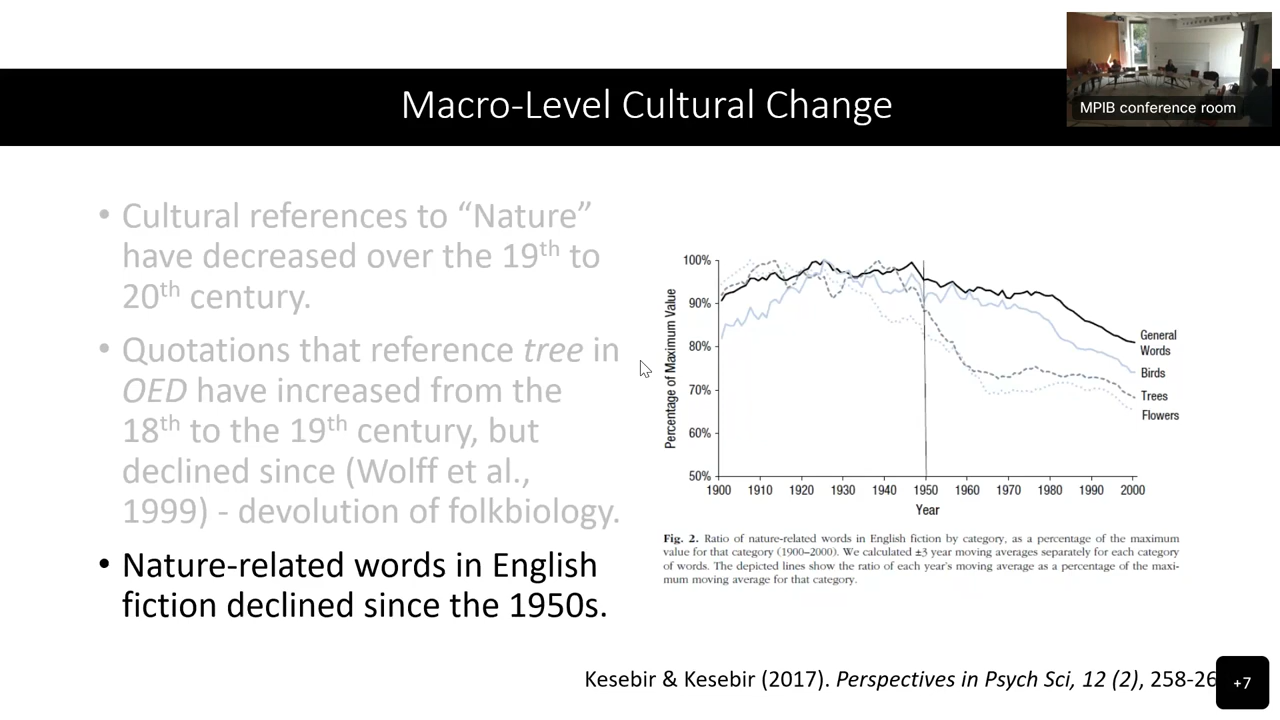 Macro-Level Cultural Change
MPIB conference room
• Cultural references to “Nature”
have decreased over the 19th to
20th century.
• Quotations that reference tree in
OED have increased from the
18th to the 19th century, but
declined since (Wolff et al.,
1999) - devolution of folkbiology.
• Nature-related words in English
fiction declined since the 1950s.
Percentage of Maximum Value
100%
90%
80%
70%
60%
50%
1900 1910 1920 1930 1940 1950 1960 1970 1980 1990 2000
Year
General
Words
Birds
Trees
Flowers
Fig. 2. Ratio of nature-related words in English fiction by category, as a percentage of the maximum
value for that category (1900–2000). We calculated ±3 year moving averages separately for each category
of words. The depicted lines show the ratio of each year's moving average as a percentage of the maxi-
mum moving average for that category.
Kesebir & Kesebir (2017). Perspectives in Psych Sci, 12 (2), 258-26
+7